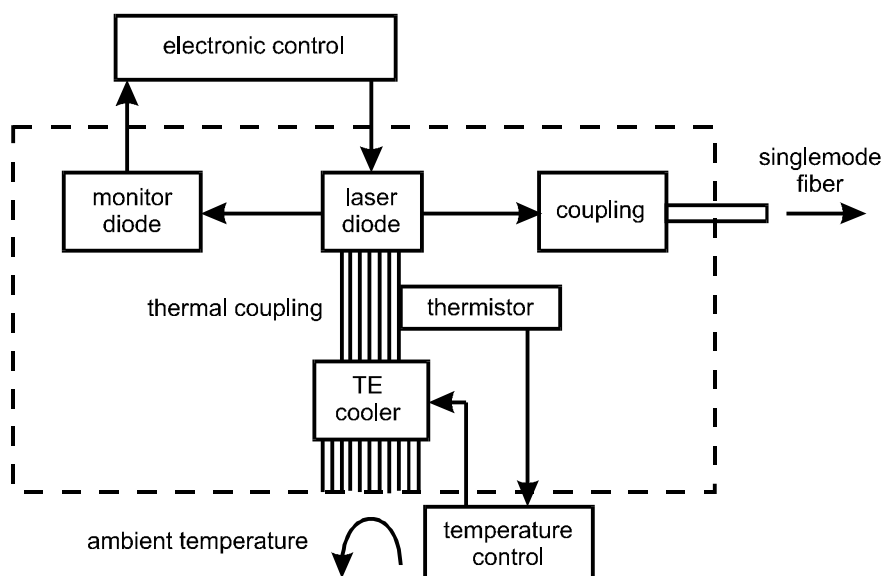 electronic control
singlemode
fiber
monitor
diode
laser
diode
coupling
thermal coupling
thermistor
TE
cooler
ambient temperature
temperature
control